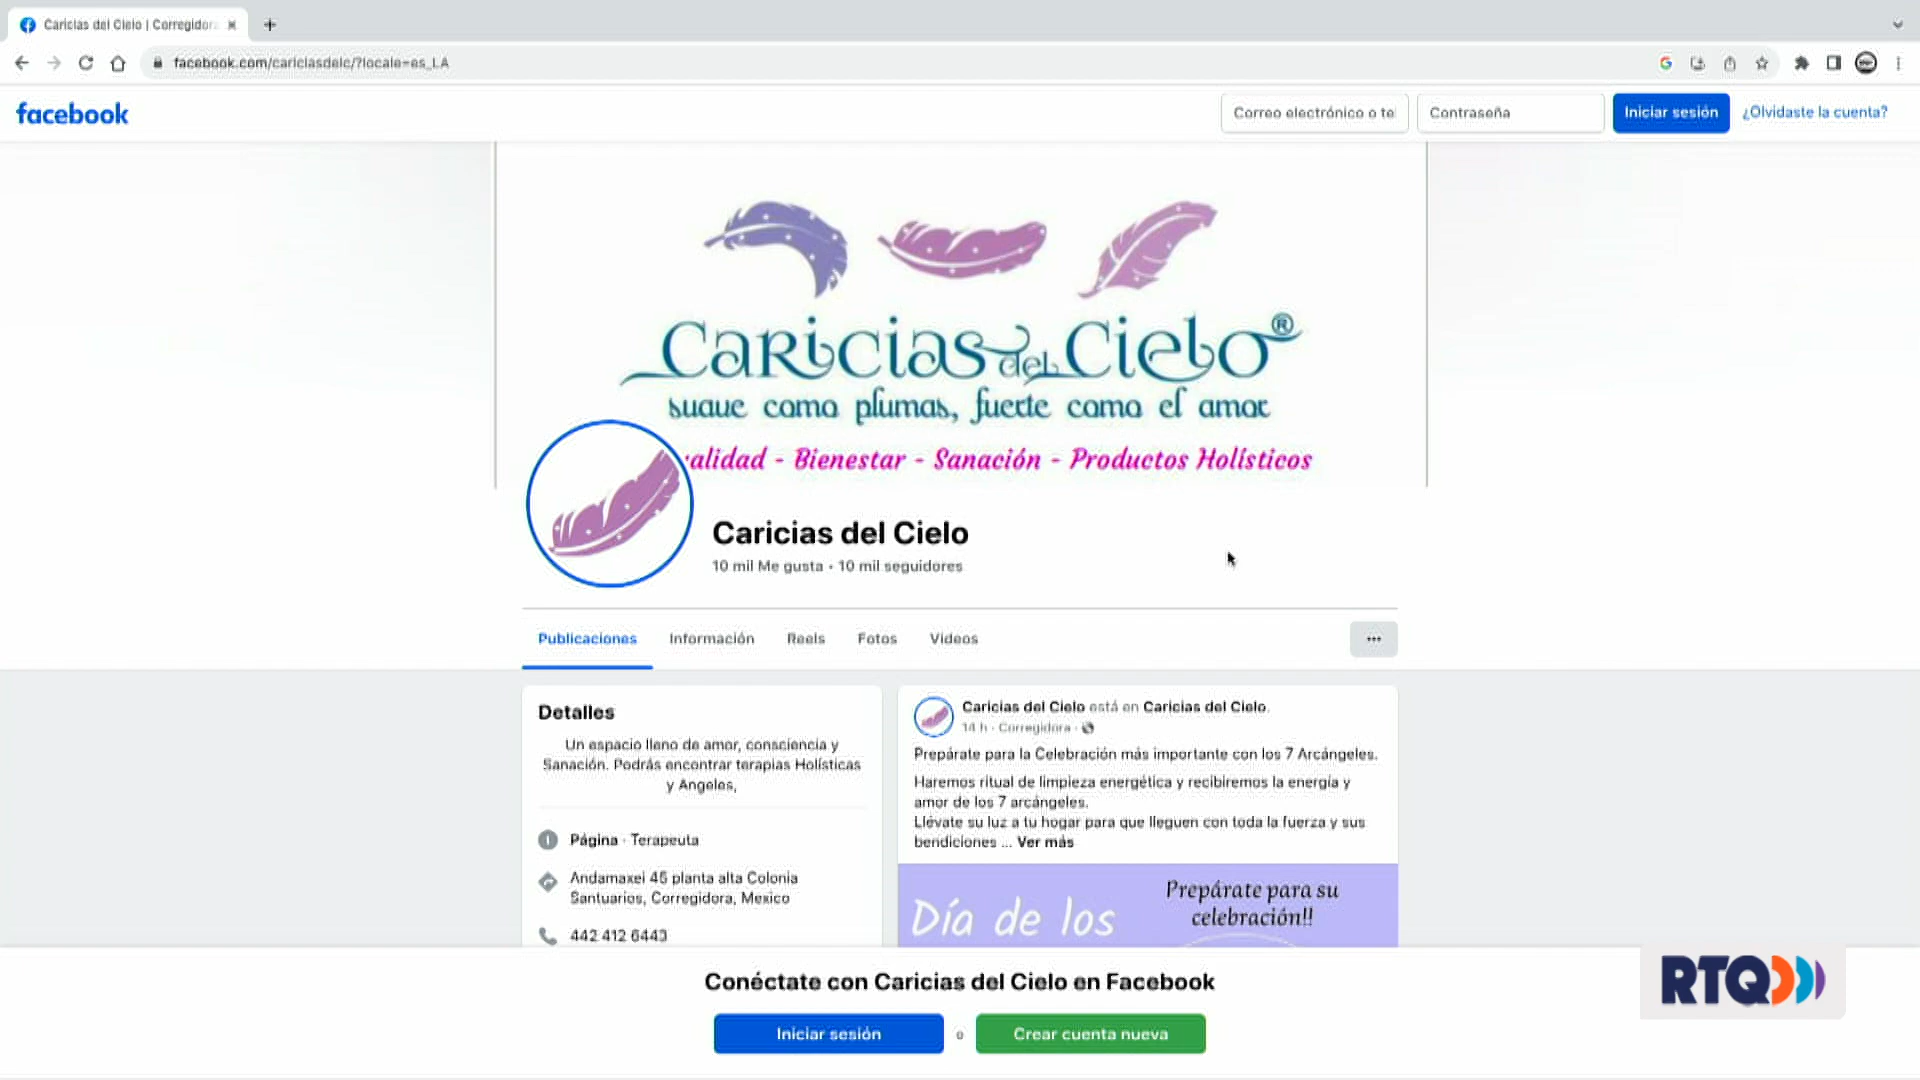 Caricias del Cielo | Corregidora
facebook.com/cariciasdelc/?locale=es_LA
facebook
Correo electrónico o te
Contraseña
Iniciar sesión
¿Olvidaste la cuenta?
Caricias del Cielo®
suave como plumas, fuerte como el amor
alidad - Bienestar - Sanación - Productos Holísticos
Caricias del Cielo
10 mil Me gusta • 10 mil seguidores
Publicaciones
Información
Reels
Fotos
Videos
Detalles
Un espacio lleno de amor, consciencia y
Sanación. Podrás encontrar terapias Holísticas
y Angeles,
Página · Terapeuta
Andamaxei 45 planta alta Colonia
Santuarios, Corregidora, Mexico
442 412 6443
Caricias del Cielo está en Caricias del Cielo.
14 h · Corregidora ·
Prepárate para la Celebración más importante con los 7 Arcángeles.
Haremos ritual de limpieza energética y recibiremos la energía y
amor de los 7 arcángeles.
Llévate su luz a tu hogar para que lleguen con toda la fuerza y sus
bendiciones ... Ver más
Día de los
Prepárate para su
celebración!!
Conéctate con Caricias del Cielo en Facebook
Iniciar sesión
o
Crear cuenta nueva
RTQ